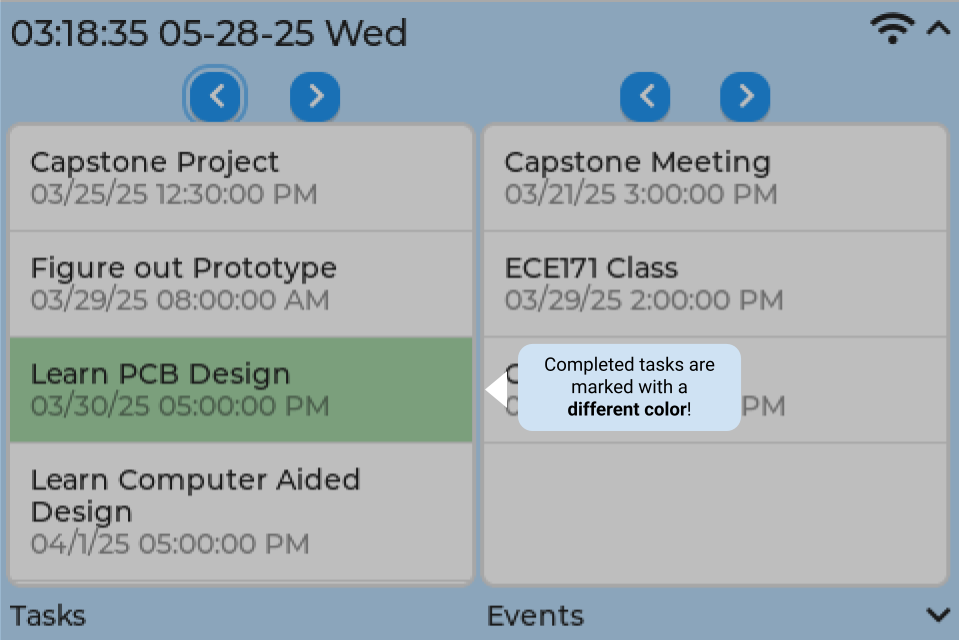 03:18:35 05-28-25 Wed
Capstone Project
03/25/25 12:30:00 PM
Figure out Prototype
03/29/25 08:00:00 AM
Learn PCB Design
03/30/25 05:00:00 PM
Learn Computer Aided
Design
04/1/25 05:00:00 PM
Tasks
Capstone Meeting
03/21/25 3:00:00 PM
ECE171 Class
03/29/25 2:00:00 PM
Completed tasks are
marked with a
different color!
PM
Events